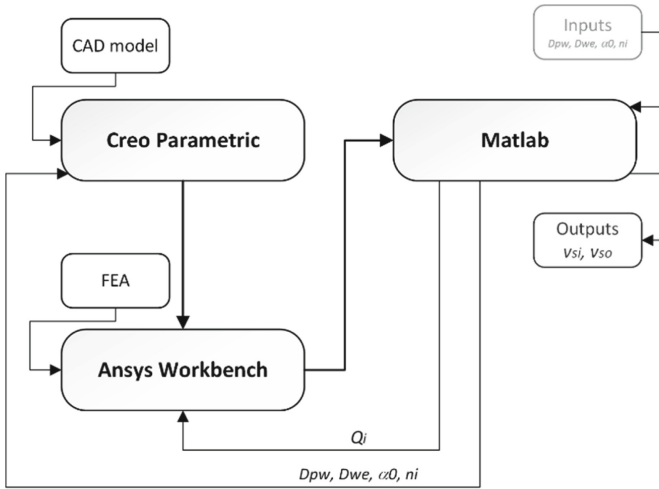 CAD model
Inputs
Dpw, Dwe, α0, ni
Creo Parametric
Matlab
Outputs
vsi, vso
FEA
Ansys Workbench
Qi
Dpw, Dwe, α0, ni